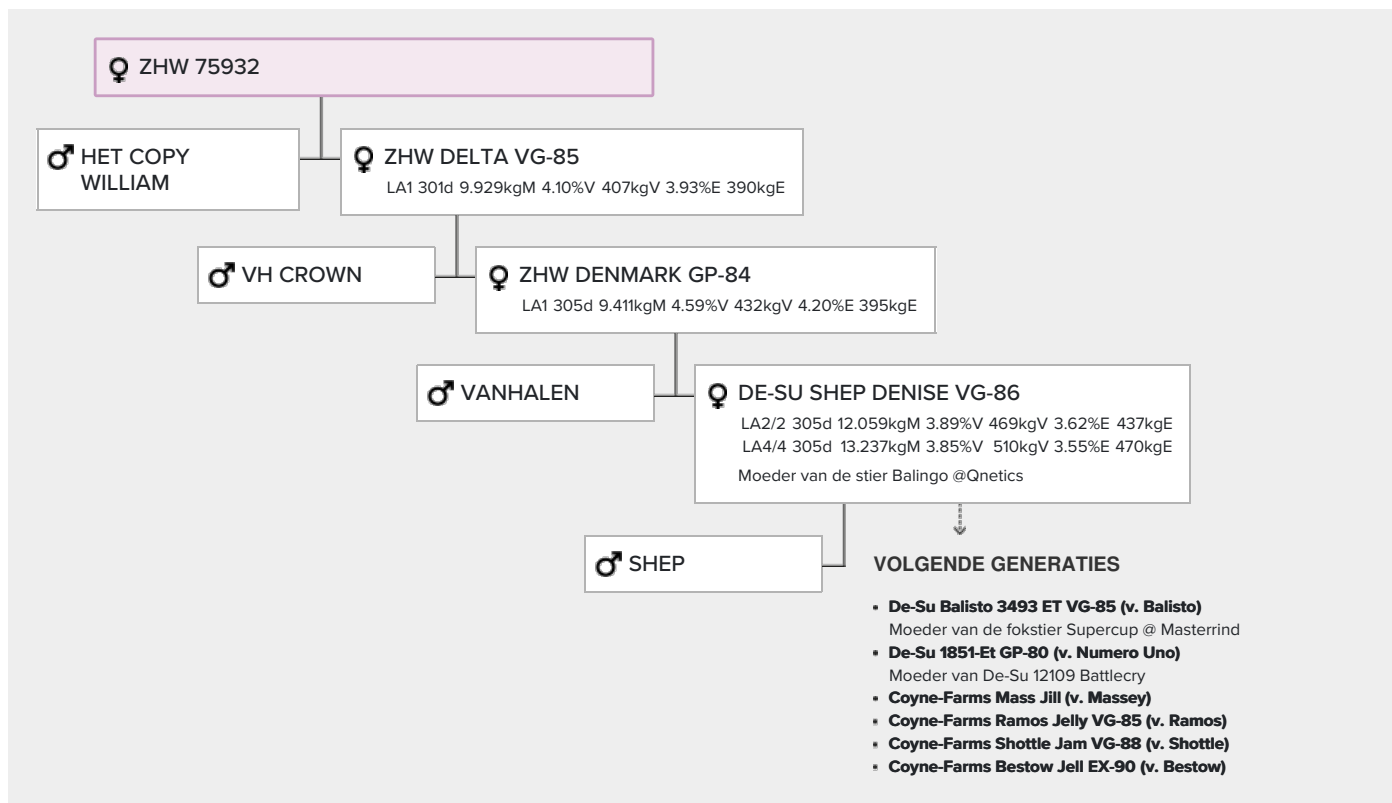 ZHW 75932
HET COPY
WILLIAM
ZHW DELTA VG-85
LA1 301d 9.929kgM 4.10%V 407kgV 3.93%E 390kgE
VH CROWN
ZHW DENMARK GP-84
LA1 305d 9.411kgM 4.59%V 432kgV 4.20%E 395kgE
VANHALEN
DE-SU SHEP DENISE VG-86
LA2/2 305d 12.059kgM 3.89%V 469kgV 3.62%E 437kgE
LA4/4 305d 13.237kgM 3.85%V 510kgV 3.55%E 470kgE
Moeder van de stier Balingo @Qnetics
SHEP
VOLGENDE GENERATIES
• De-Su Balisto 3493 ET VG-85 (v. Balisto)
Moeder van de fokstier Supercup @ Masterrind
• De-Su 1851-Et GP-80 (v. Numero Uno)
Moeder van De-Su 12109 Battlecry
• Coyne-Farms Mass Jill (v. Massey)
• Coyne-Farms Ramos Jelly VG-85 (v. Ramos)
• Coyne-Farms Shottle Jam VG-88 (v. Shottle)
• Coyne-Farms Bestow Jell EX-90 (v. Bestow)